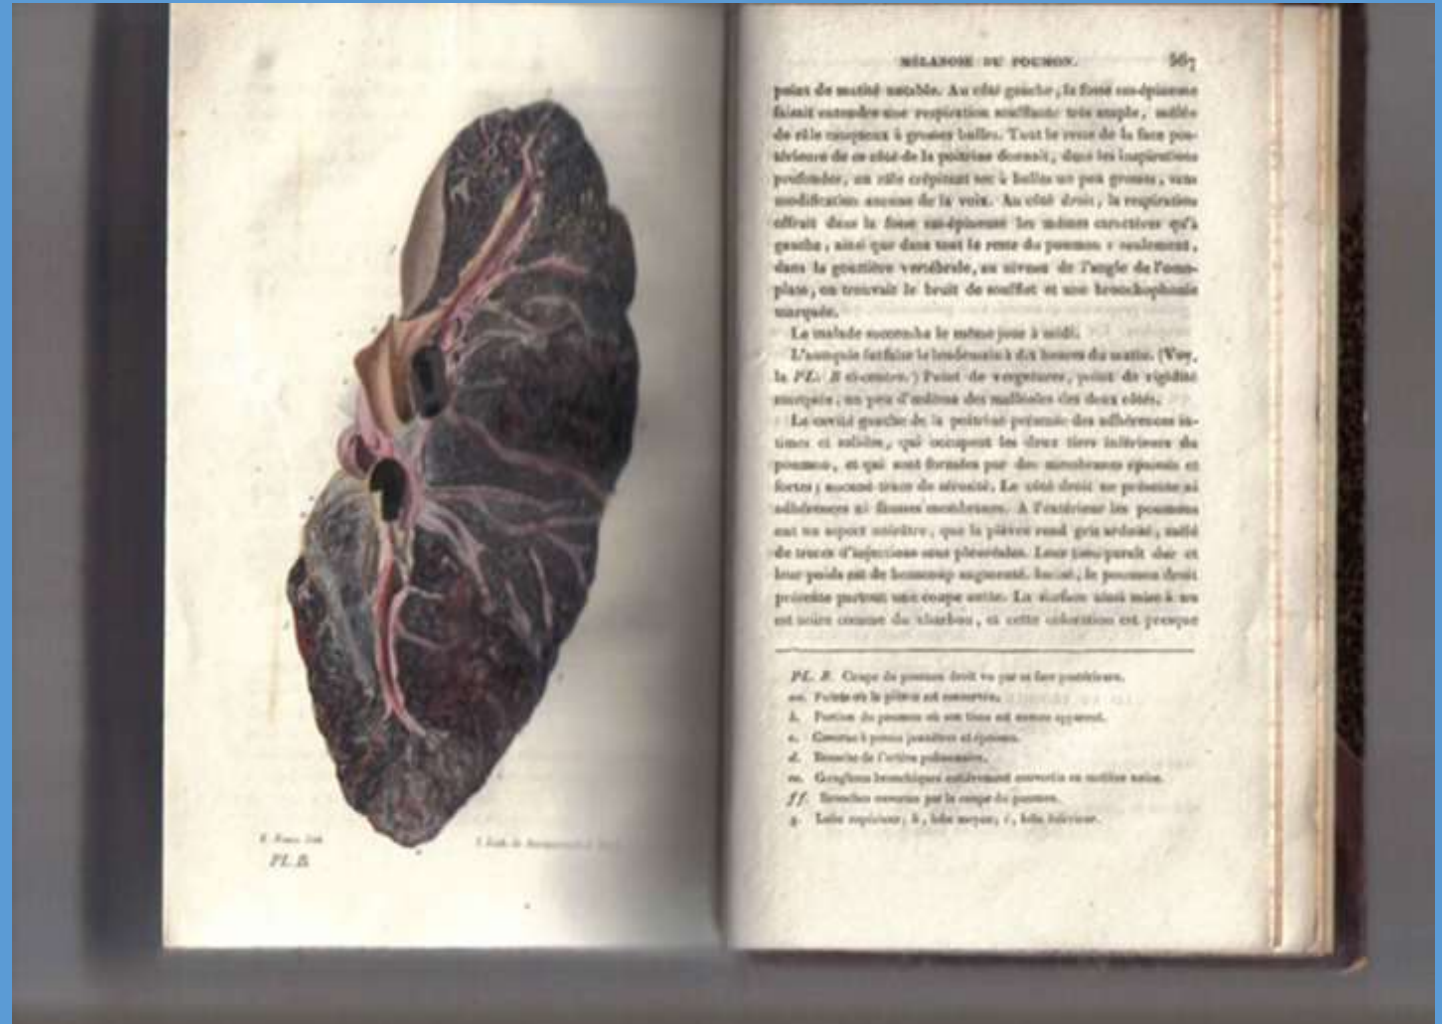 PL. B.
MÉLANOSE DU POUMON. 567
point de matité notable. Au côté gauche, la fosse sus-épineuse
faisait entendre une respiration soufflante très ample, mêlée
de râle muqueux à grosses bulles. Tout le reste de la face pos-
térieure de ce côté de la poitrine donnait, dans les inspirations
profondes, un râle crépitant sec à bulles un peu grosses, sans
modification aucune de la voix. Au côté droit, la respiration
offrait dans la fosse sus-épineuse les mêmes caractères qu'à
gauche, ainsi que dans tout le reste du poumon : seulement,
dans la gouttière vertébrale, au niveau de l'angle de l'omo-
plate, on trouvait le bruit de soufflet et une bronchophonie
marquée.
Le malade succomba le même jour à midi.
L'autopsie fut faite le lendemain à dix heures du matin. (Voy.
la PL. B ci-contre.) Point de vergetures, point de rigidité
marquée, un peu d'œdème des malléoles des deux côtés.
La cavité gauche de la poitrine présente des adhérences in-
times et solides, qui occupent les deux tiers inférieurs du
poumon, et qui sont formées par des membranes épaisses et
fortes; aucune trace de sérosité. Le côté droit ne présente ni
adhérences ni fausses membranes. A l'extérieur les poumons
ont un aspect noirâtre, que la plèvre rend gris ardoisé, mêlé
de traces d'injections sous-pleurales. Leur tissu paraît dur et
leur poids est de beaucoup augmenté. Incisé, le poumon droit
présente partout une coupe nette. La surface ainsi mise à nu
est noire comme du charbon, et cette coloration est presque
PL. B. Coupe du poumon droit vu par sa face postérieure.
aa. Points où la plèvre est conservée.
b. Portion du poumon où son tissu est encore apparent.
c. Caverne à parois jaunâtres et épaisses.
d. Branche de l'artère pulmonaire.
Ganglions bronchiques entièrement convertis en matière noire.
ff. Bronches ouvertes par la coupe du poumon.
g. Lobe supérieur; h, lobe moyen; i, lobe inférieur.